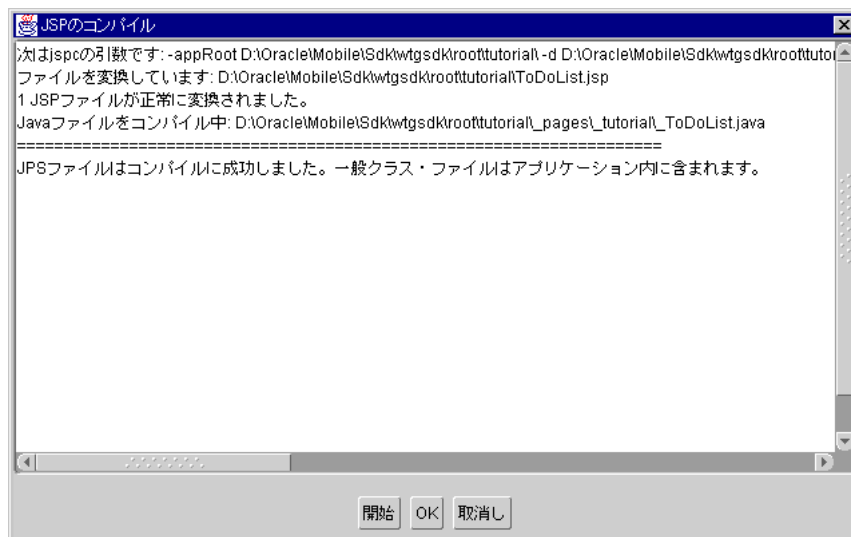 JSPのコンパイル
次はjspcの引数です: -appRoot D:\Oracle\Mobile\Sdk\wtgsdk\root\tutorial\ -d D:\Oracle\Mobile\Sdk\wtgsdk\root\tutor
ファイルを変換しています: D:\Oracle\Mobile\Sdk\wtgsdk\root\tutorial\ToDoList.jsp
1 JSPファイルが正常に変換されました。
Javaファイルをコンパイル中: D:\Oracle\Mobile\Sdk\wtgsdk\root\tutorial\_pages\_tutorial\_ToDoList.java
=====================================================================
JPSファイルはコンパイルに成功しました。一般クラス・ファイルはアプリケーション内に含まれます。
開始 OK 取消し